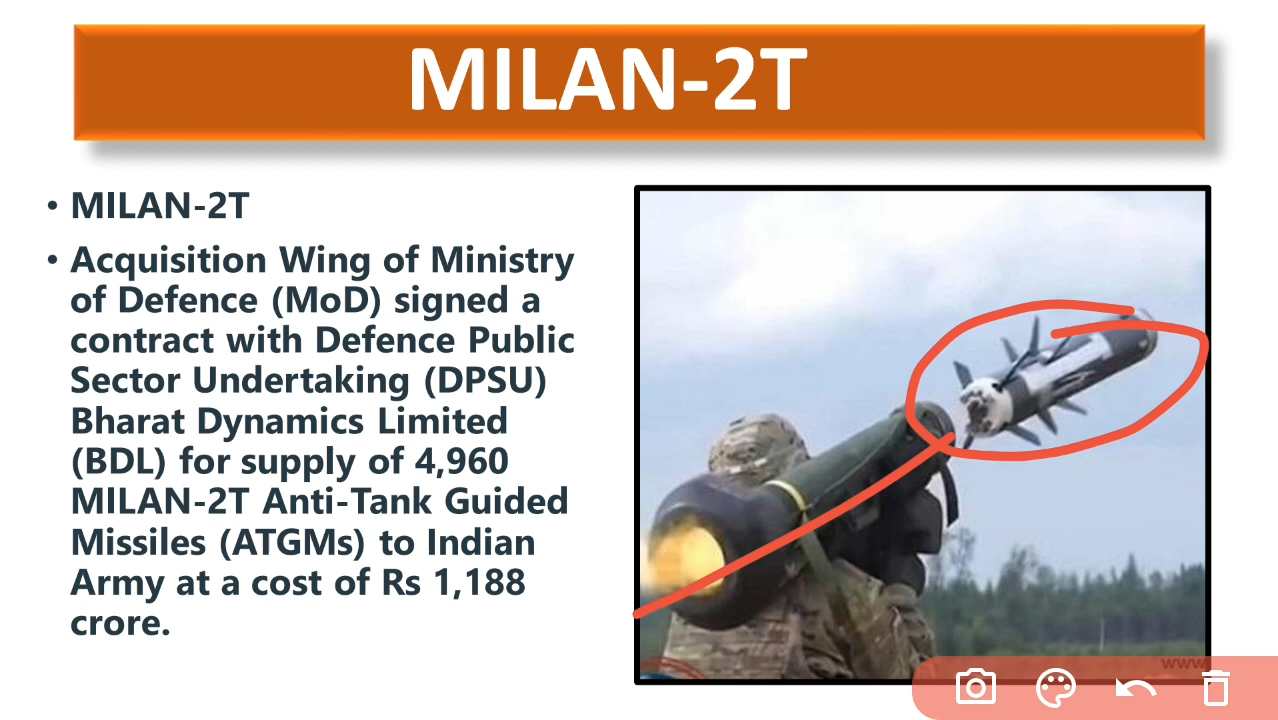 MILAN-2T
• MILAN-2T
• Acquisition Wing of Ministry
of Defence (MoD) signed a
contract with Defence Public
Sector Undertaking (DPSU)
Bharat Dynamics Limited
(BDL) for supply of 4,960
MILAN-2T Anti-Tank Guided
Missiles (ATGMs) to Indian
Army at a cost of Rs 1,188
crore.
www